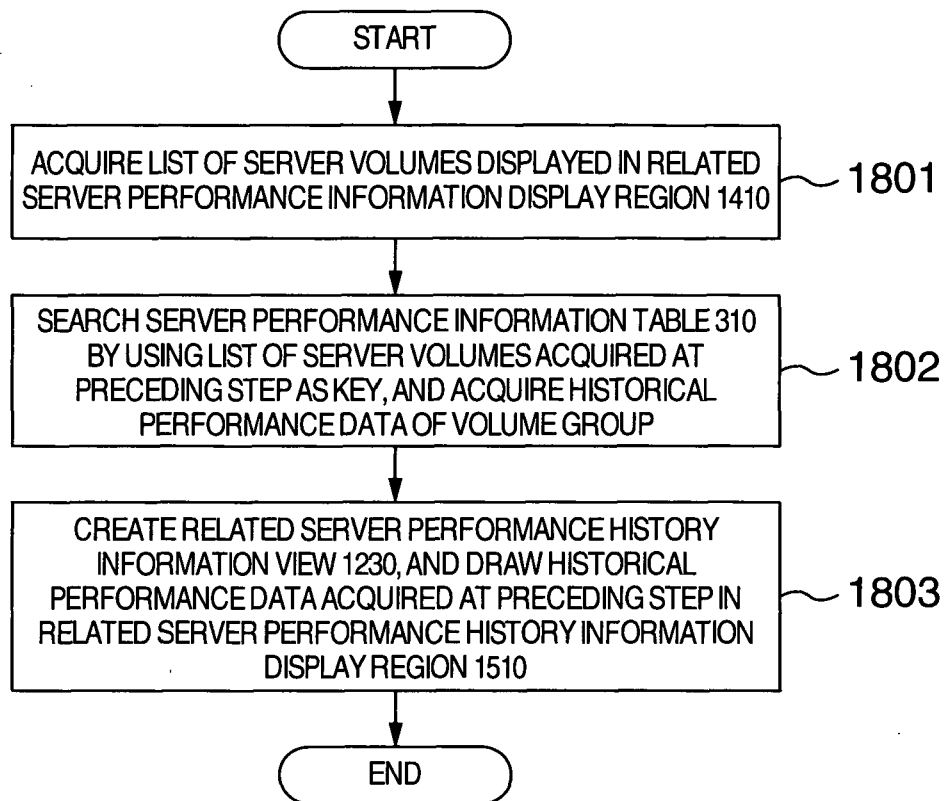 START
ACQUIRE LIST OF SERVER VOLUMES DISPLAYED IN RELATED
SERVER PERFORMANCE INFORMATION DISPLAY REGION 1410
1801
SEARCH SERVER PERFORMANCE INFORMATION TABLE 310
BY USING LIST OF SERVER VOLUMES ACQUIRED AT
PRECEDING STEP AS KEY, AND ACQUIRE HISTORICAL
PERFORMANCE DATA OF VOLUME GROUP
1802
CREATE RELATED SERVER PERFORMANCE HISTORY
INFORMATION VIEW 1230, AND DRAW HISTORICAL
PERFORMANCE DATA ACQUIRED AT PRECEDING STEP IN
RELATED SERVER PERFORMANCE HISTORY INFORMATION
DISPLAY REGION 1510
1803
END